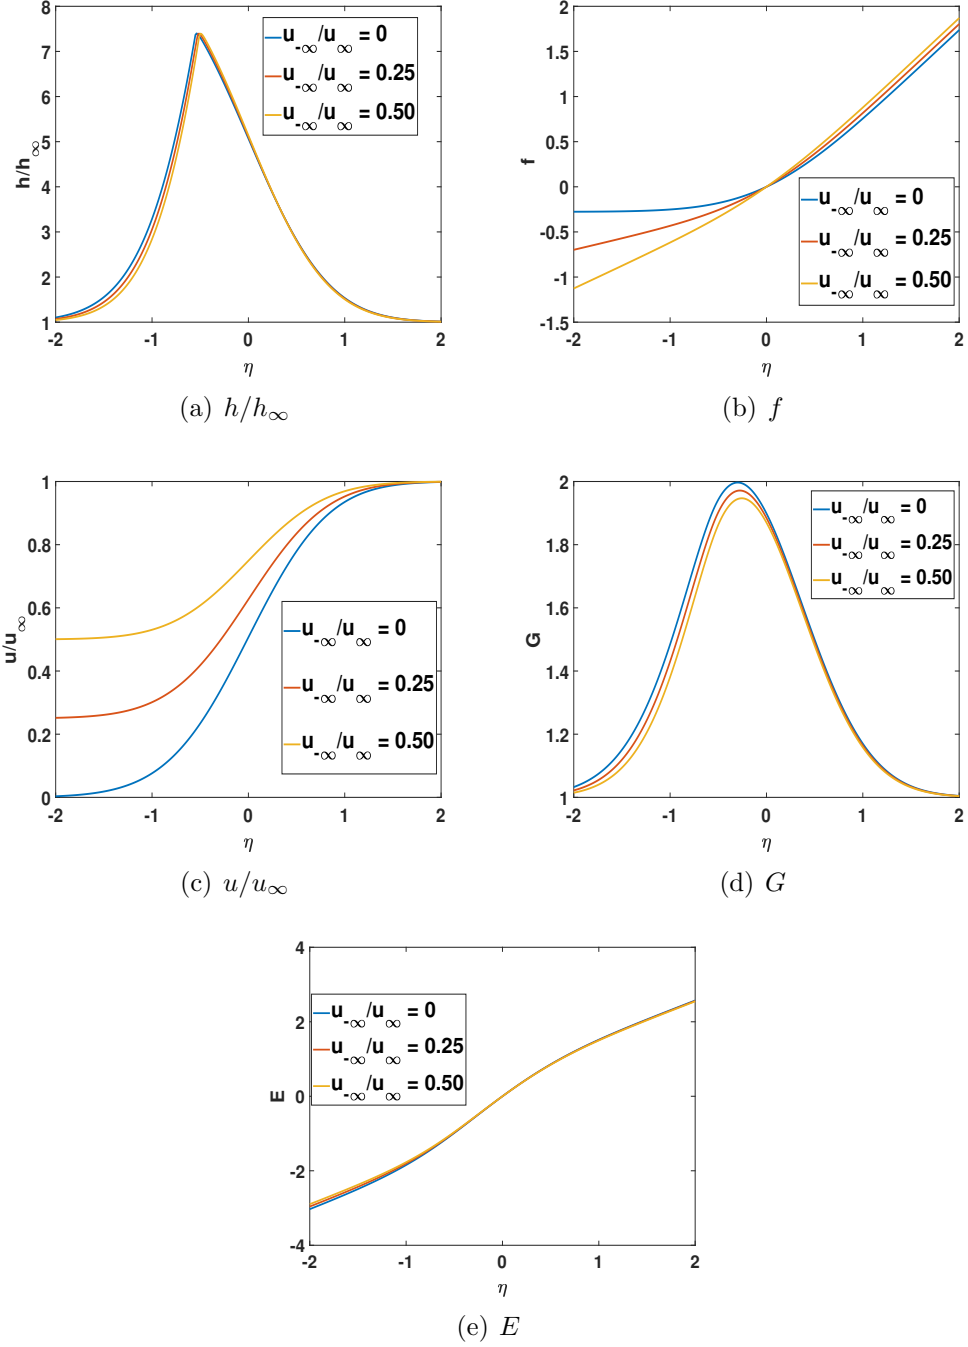 8
7
6
5
4
3
2
1
h/h∞
-2 -1 0 1 2
η
u-∞/u∞ = 0
u-∞/u∞ = 0.25
u-∞/u∞ = 0.50
(a) h/h∞
2
1.5
1
0.5
0
-0.5
-1
-1.5
f
-2 -1 0 1 2
η
u-∞/u∞ = 0
u-∞/u∞ = 0.25
u-∞/u∞ = 0.50
(b) f
1
0.8
0.6
0.4
0.2
0
u/u∞
-2 -1 0 1 2
η
u-∞/u∞ = 0
u-∞/u∞ = 0.25
u-∞/u∞ = 0.50
(c) u/u∞
2
1.8
1.6
1.4
1.2
1
G
-2 -1 0 1 2
η
u-∞/u∞ = 0
u-∞/u∞ = 0.25
u-∞/u∞ = 0.50
(d) G
4
2
0
-2
-4
E
-2 -1 0 1 2
η
u-∞/u∞ = 0
u-∞/u∞ = 0.25
u-∞/u∞ = 0.50
(e) E